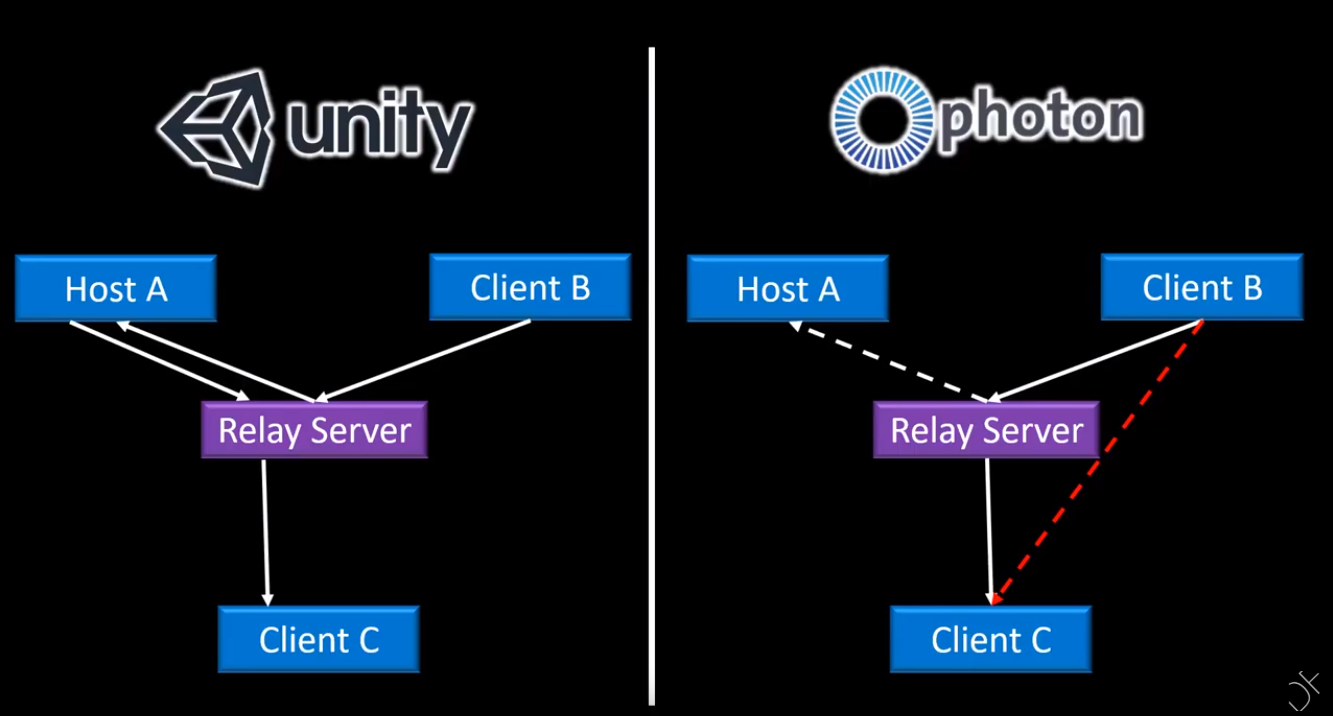 unity
photon
Host A
Client B
Host A
Client B
Relay Server
Relay Server
Client C
Client C